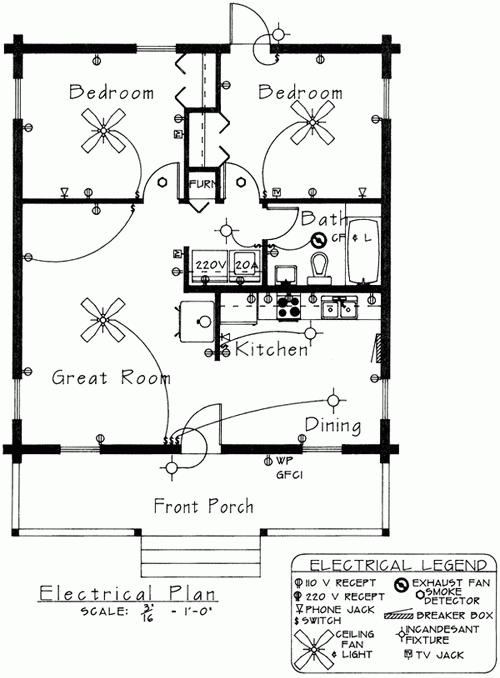 Bedroom
Bedroom
FURN
Bath
CF & L
220V
20A
Kitchen
Great Room
Dining
WP
GFCI
Front Porch
Electrical Plan
SCALE: 3/16 - 1'-0"
ELECTRICAL LEGEND
110 V RECEPT
220 V RECEPT
PHONE JACK
SWITCH
CEILING
FAN
& LIGHT
EXHAUST FAN
SMOKE
DETECTOR
BREAKER BOX
INCANDESANT
FIXTURE
TV JACK